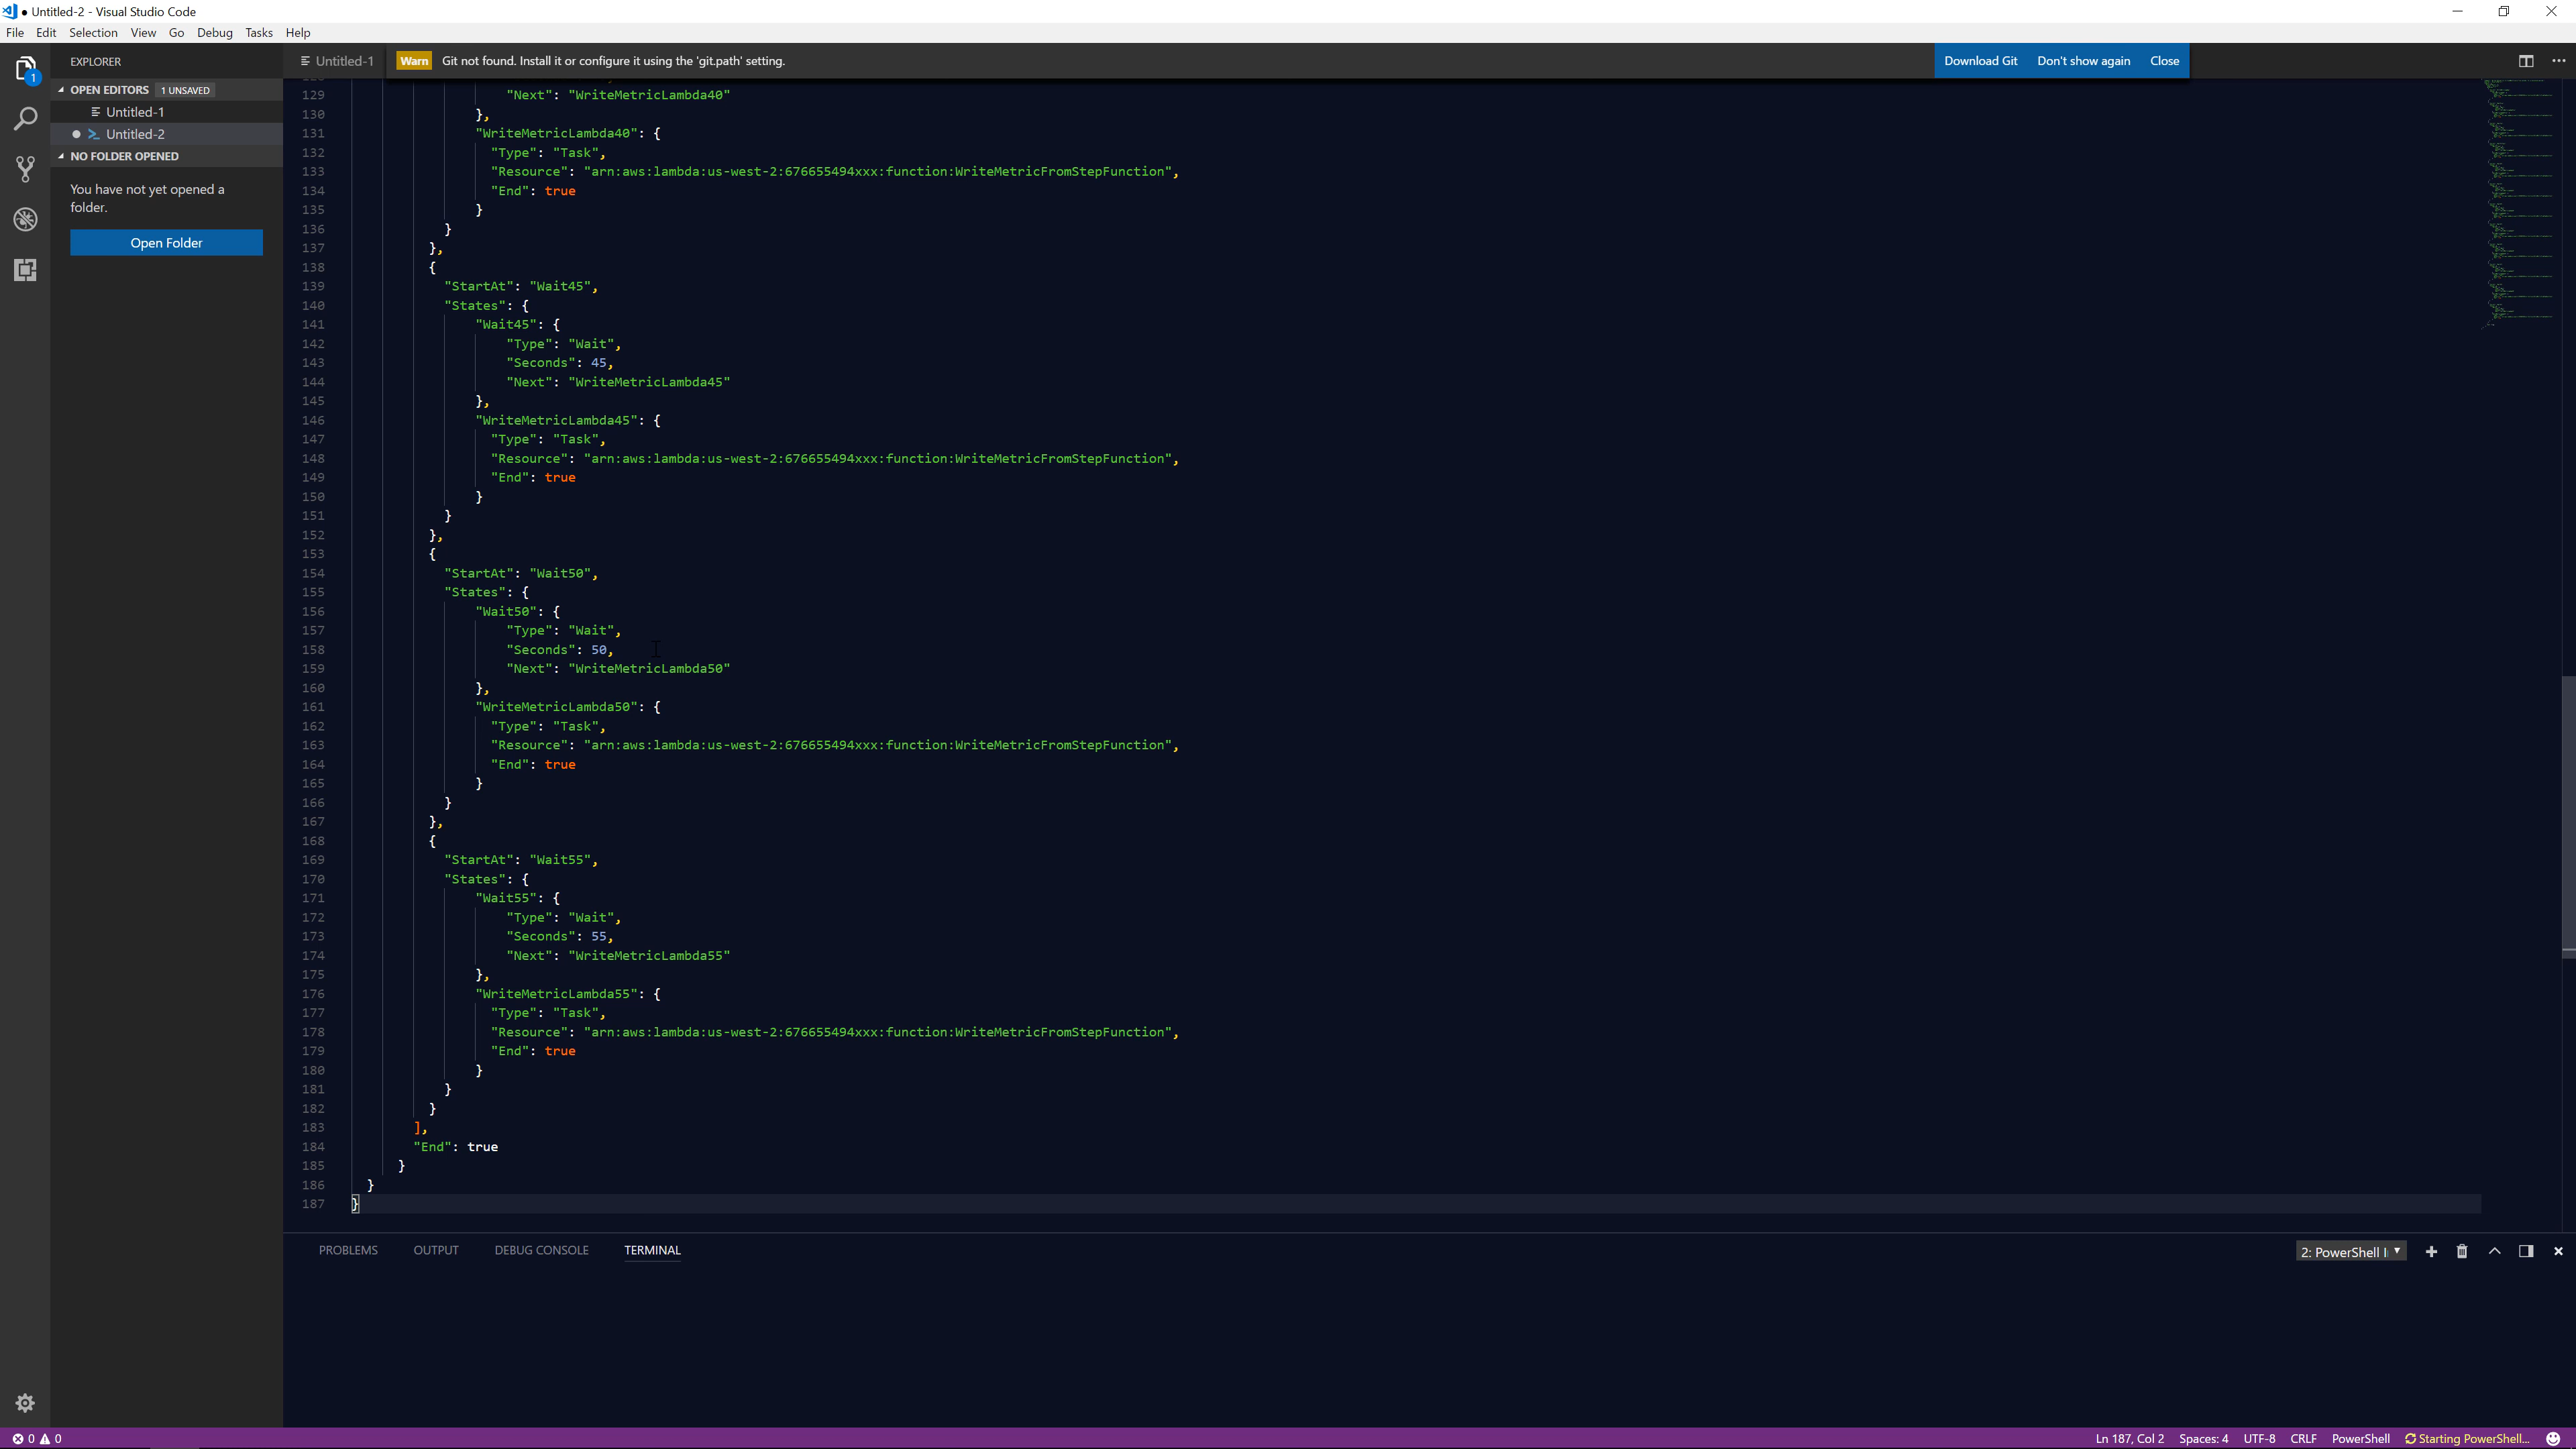 ● Untitled-2 - Visual Studio Code
File Edit Selection View Go Debug Tasks Help
1
EXPLORER
OPEN EDITORS 1 UNSAVED
Untitled-1
Untitled-2
NO FOLDER OPENED
You have not yet opened a
folder.
Open Folder
Untitled-1
Warn Git not found. Install it or configure it using the 'git.path' setting.
Download Git Don't show again Close
129 "Next": "WriteMetricLambda40"
130 },
131 "WriteMetricLambda40": {
132 "Type": "Task",
133 "Resource": "arn:aws:lambda:us-west-2:676655494xxx:function:WriteMetricFromStepFunction",
134 "End": true
135 }
136 }
137 },
138 {
139 "StartAt": "Wait45",
140 "States": {
141 "Wait45": {
142 "Type": "Wait",
143 "Seconds": 45,
144 "Next": "WriteMetricLambda45"
145 },
146 "WriteMetricLambda45": {
147 "Type": "Task",
148 "Resource": "arn:aws:lambda:us-west-2:676655494xxx:function:WriteMetricFromStepFunction",
149 "End": true
150 }
151 }
152 },
153 {
154 "StartAt": "Wait50",
155 "States": {
156 "Wait50": {
157 "Type": "Wait",
158 "Seconds": 50,
159 "Next": "WriteMetricLambda50"
160 },
161 "WriteMetricLambda50": {
162 "Type": "Task",
163 "Resource": "arn:aws:lambda:us-west-2:676655494xxx:function:WriteMetricFromStepFunction",
164 "End": true
165 }
166 }
167 },
168 {
169 "StartAt": "Wait55",
170 "States": {
171 "Wait55": {
172 "Type": "Wait",
173 "Seconds": 55,
174 "Next": "WriteMetricLambda55"
175 },
176 "WriteMetricLambda55": {
177 "Type": "Task",
178 "Resource": "arn:aws:lambda:us-west-2:676655494xxx:function:WriteMetricFromStepFunction",
179 "End": true
180 }
181 }
182 }
183 ],
184 "End": true
185 }
186 }
187 }
PROBLEMS OUTPUT DEBUG CONSOLE TERMINAL
2: PowerShell I
0 0
Ln 187, Col 2 Spaces: 4 UTF-8 CRLF PowerShell Starting PowerShell...